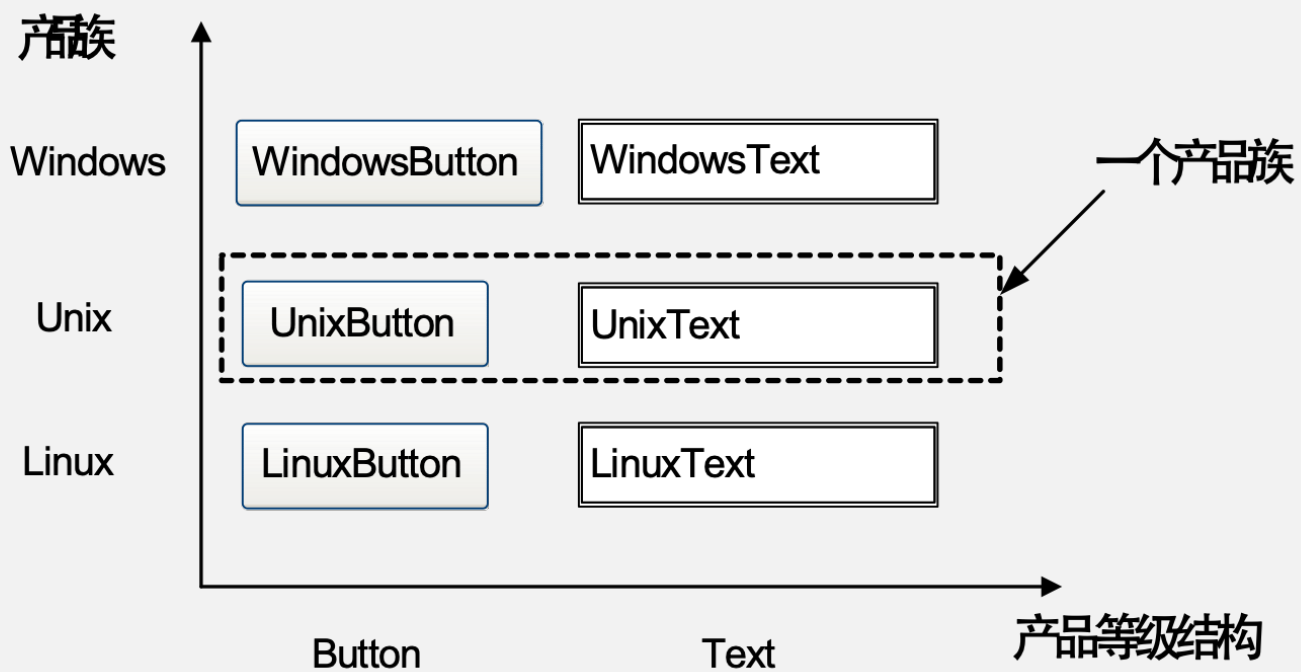 产品族
Windows
WindowsButton
WindowsText
一个产品族
Unix
UnixButton
UnixText
Linux
LinuxButton
LinuxText
产品等级结构
Button
Text